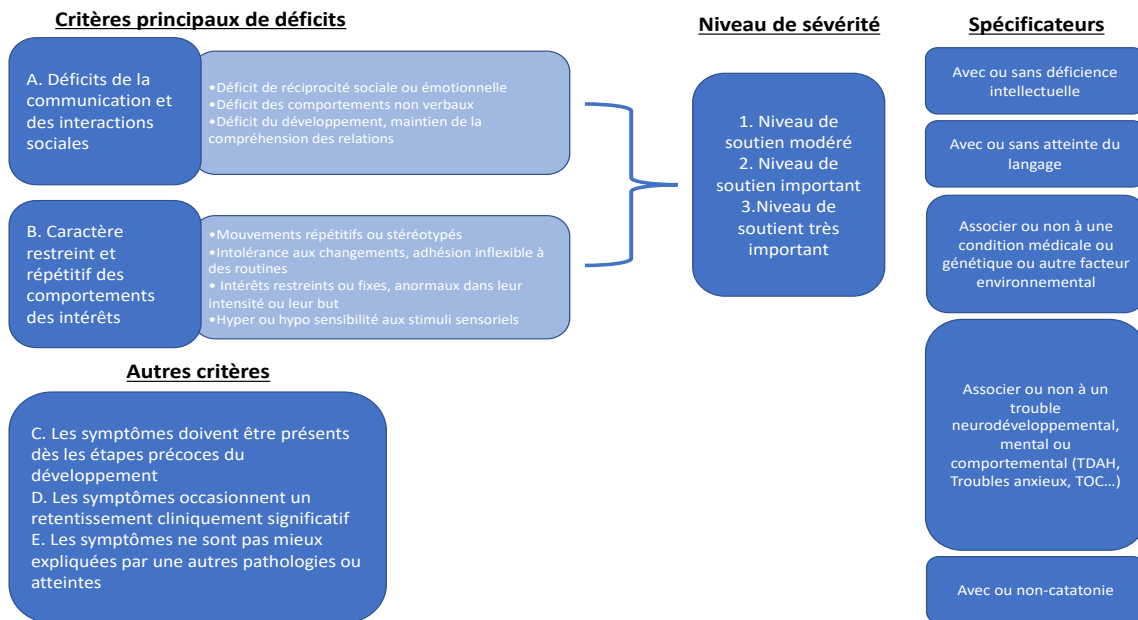 Critères principaux de déficits
A. Déficits de la
communication et
des interactions
sociales
•Déficit de réciprocité sociale ou émotionnelle
•Déficit des comportements non verbaux
•Déficit du développement, maintien de la
compréhension des relations
B. Caractère
restreint et
répétitif des
comportements
des intérêts
•Mouvements répétitifs ou stéréotypés
•Intolérance aux changements, adhésion inflexible à
des routines
• Intérêts restreints ou fixes, anormaux dans leur
intensité ou leur but
•Hyper ou hypo sensibilité aux stimuli sensoriels
Autres critères
C. Les symptômes doivent être présents
dès les étapes précoces du
développement
D. Les symptômes occasionnent un
retentissement cliniquement significatif
E. Les symptômes ne sont pas mieux
expliquées par une autres pathologies ou
atteintes
Niveau de sévérité
1. Niveau de
soutien modéré
2. Niveau de
soutien important
3.Niveau de
soutient très
important
Spécificateurs
Avec ou sans déficience
intellectuelle
Avec ou sans atteinte du
langage
Associer ou non à une
condition médicale ou
génétique ou autre facteur
environnemental
Associer ou non à un
trouble
neurodéveloppemental,
mental ou
comportemental (TDAH,
Troubles anxieux, TOC...)
Avec ou non-catatonie